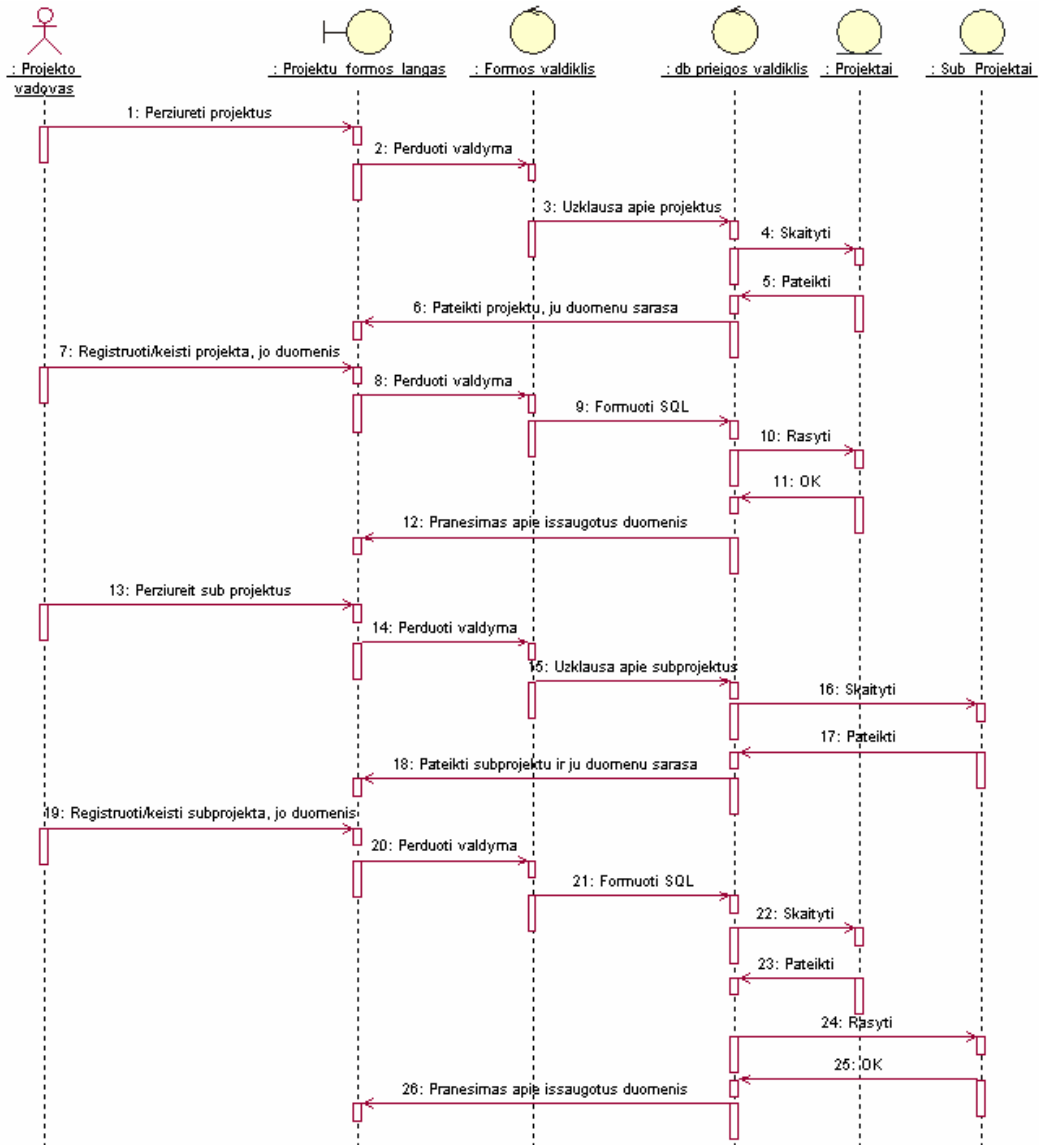 : Projekto
vadovas
: Projektu formos langas
: Formos valdiklis
: db prieigos valdiklis
: Projektai
: Sub Projektai
1: Perziureti projektus
2: Perduoti valdyma
3: Uzklausa apie projektus
4: Skaityti
5: Pateikti
6: Pateikti projektu, ju duomenu sarasa
7: Registruoti/keisti projekta, jo duomenis
8: Perduoti valdyma
9: Formuoti SQL
10: Rasyti
11: OK
12: Pranesimas apie issaugotus duomenis
13: Perziureit sub projektus
14: Perduoti valdyma
15: Uzklausa apie subprojektus
16: Skaityti
17: Pateikti
18: Pateikti subprojektu ir ju duomenu sarasa
19: Registruoti/keisti subprojekta, jo duomenis
20: Perduoti valdyma
21: Formuoti SQL
22: Skaityti
23: Pateikti
24: Rasyti
25: OK
26: Pranesimas apie issaugotus duomenis